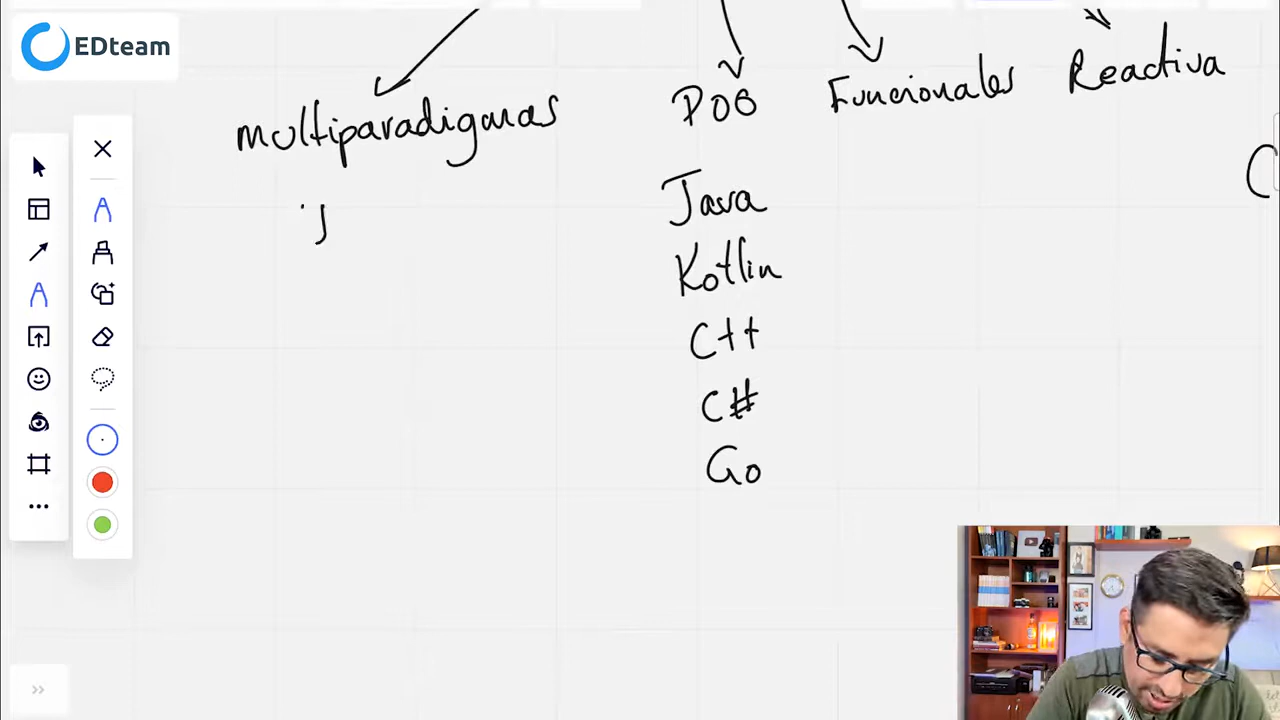 EDteam
multiparadigmas
POO
Funcionales
Reactiva
J
Java
Kotlin
C++
C#
Go